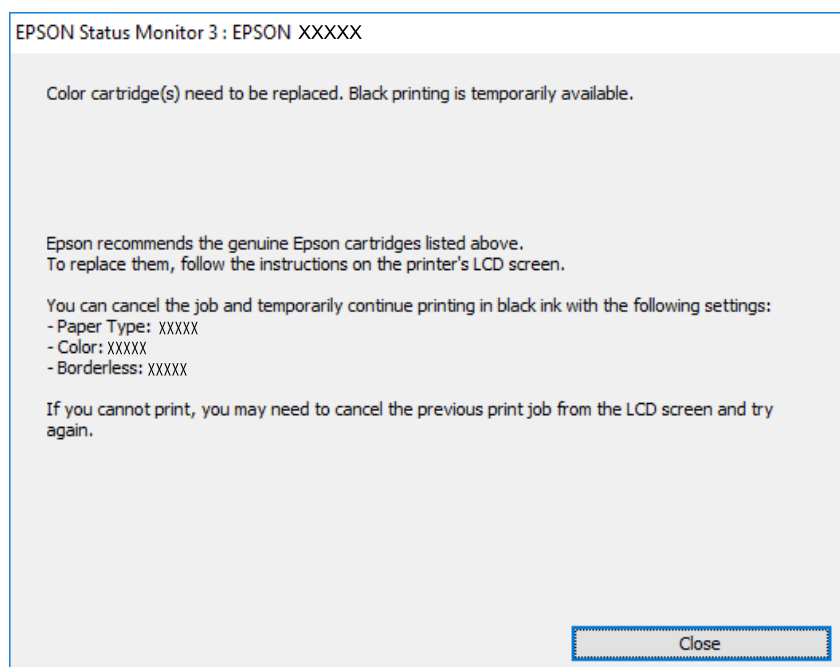 EPSON Status Monitor 3 : EPSON XXXXX
Color cartridge(s) need to be replaced. Black printing is temporarily available.
Epson recommends the genuine Epson cartridges listed above.
To replace them, follow the instructions on the printer's LCD screen.
You can cancel the job and temporarily continue printing in black ink with the following settings:
- Paper Type: XXXXX
- Color: XXXXX
- Borderless: XXXXX
If you cannot print, you may need to cancel the previous print job from the LCD screen and try
again.
Close